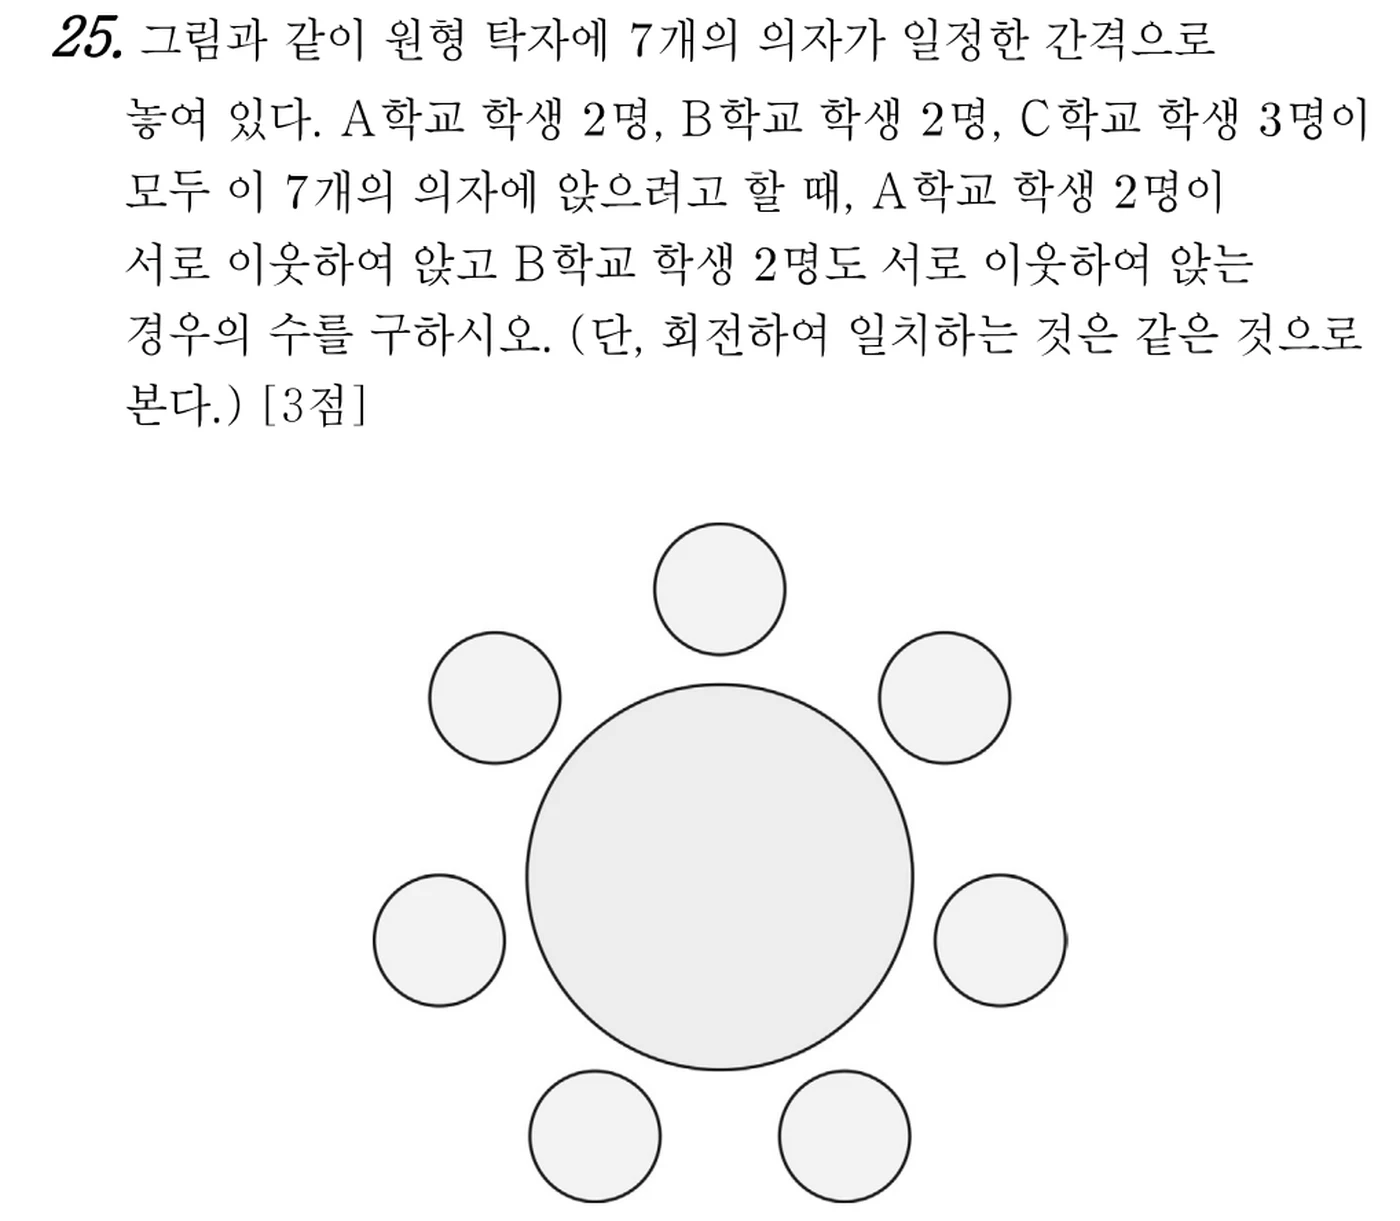 25. 그림과 같이 원형 탁자에 7개의 의자가 일정한 간격으로
놓여 있다. A학교 학생 2명, B학교 학생 2명, C학교 학생 3명이
모두 이 7개의 의자에 앉으려고 할 때, A학교 학생 2명이
서로 이웃하여 앉고 B학교 학생 2명도 서로 이웃하여 앉는
경우의 수를 구하시오. (단, 회전하여 일치하는 것은 같은 것으로
본다.) [3점]